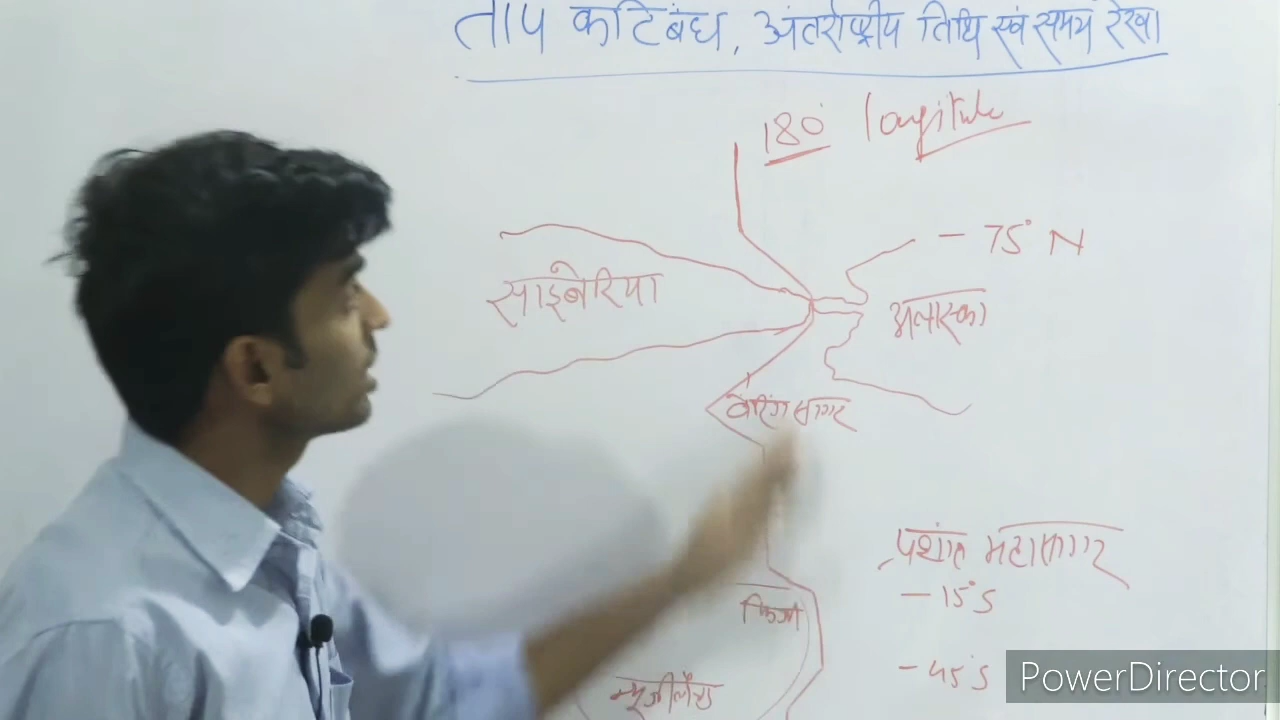 ताप कटिबंध, अंतर्राष्ट्रीय तिथि एवं समय रेखा
180° longitude
- 75° N
साइबेरिया
अलास्का
बेरिंग सागर
प्रशांत महासागर
- 15° S
फिजी
- 45° S
न्यूजीलैंड
PowerDirector